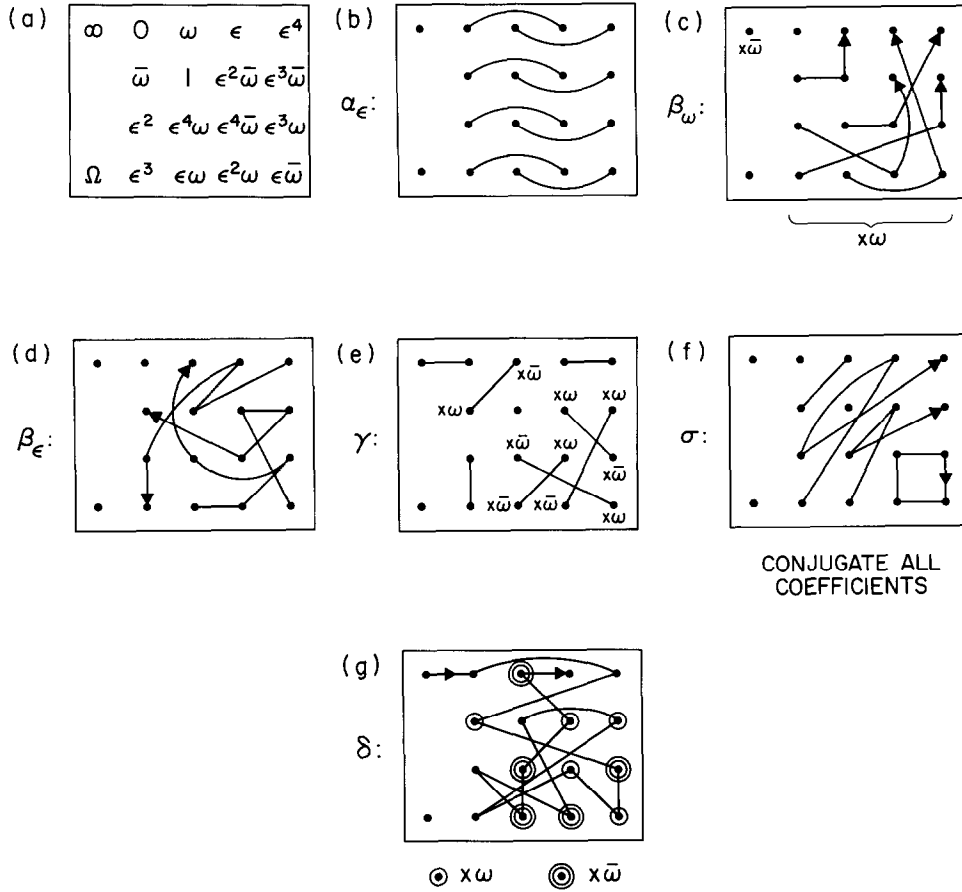 (a)
∞ 0 ω ϵ ϵ⁴
ω̄ 1 ϵ²ω̄ ϵ³ω̄
ϵ² ϵ⁴ω ϵ⁴ω̄ ϵ³ω
Ω ϵ³ ϵω ϵ²ω ϵω̄
(b)
α_ϵ:
(c)
xω̄
β_ω:
xω
(d)
β_ϵ:
(e)
xω̄
xω xω xω
γ:
xω̄ xω
xω̄
xω̄ xω̄
xω
(f)
σ:
CONJUGATE ALL
COEFFICIENTS
(g)
δ:
xω xω̄